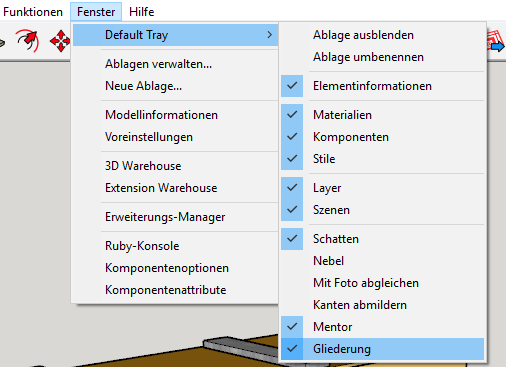 Funktionen Fenster Hilfe
Default Tray
Ablagen verwalten...
Neue Ablage...
Modellinformationen
Voreinstellungen
3D Warehouse
Extension Warehouse
Erweiterungs-Manager
Ruby-Konsole
Komponentenoptionen
Komponentenattribute
Ablage ausblenden
Ablage umbenennen
Elementinformationen
Materialien
Komponenten
Stile
Layer
Szenen
Schatten
Nebel
Mit Foto abgleichen
Kanten abmildern
Mentor
Gliederung